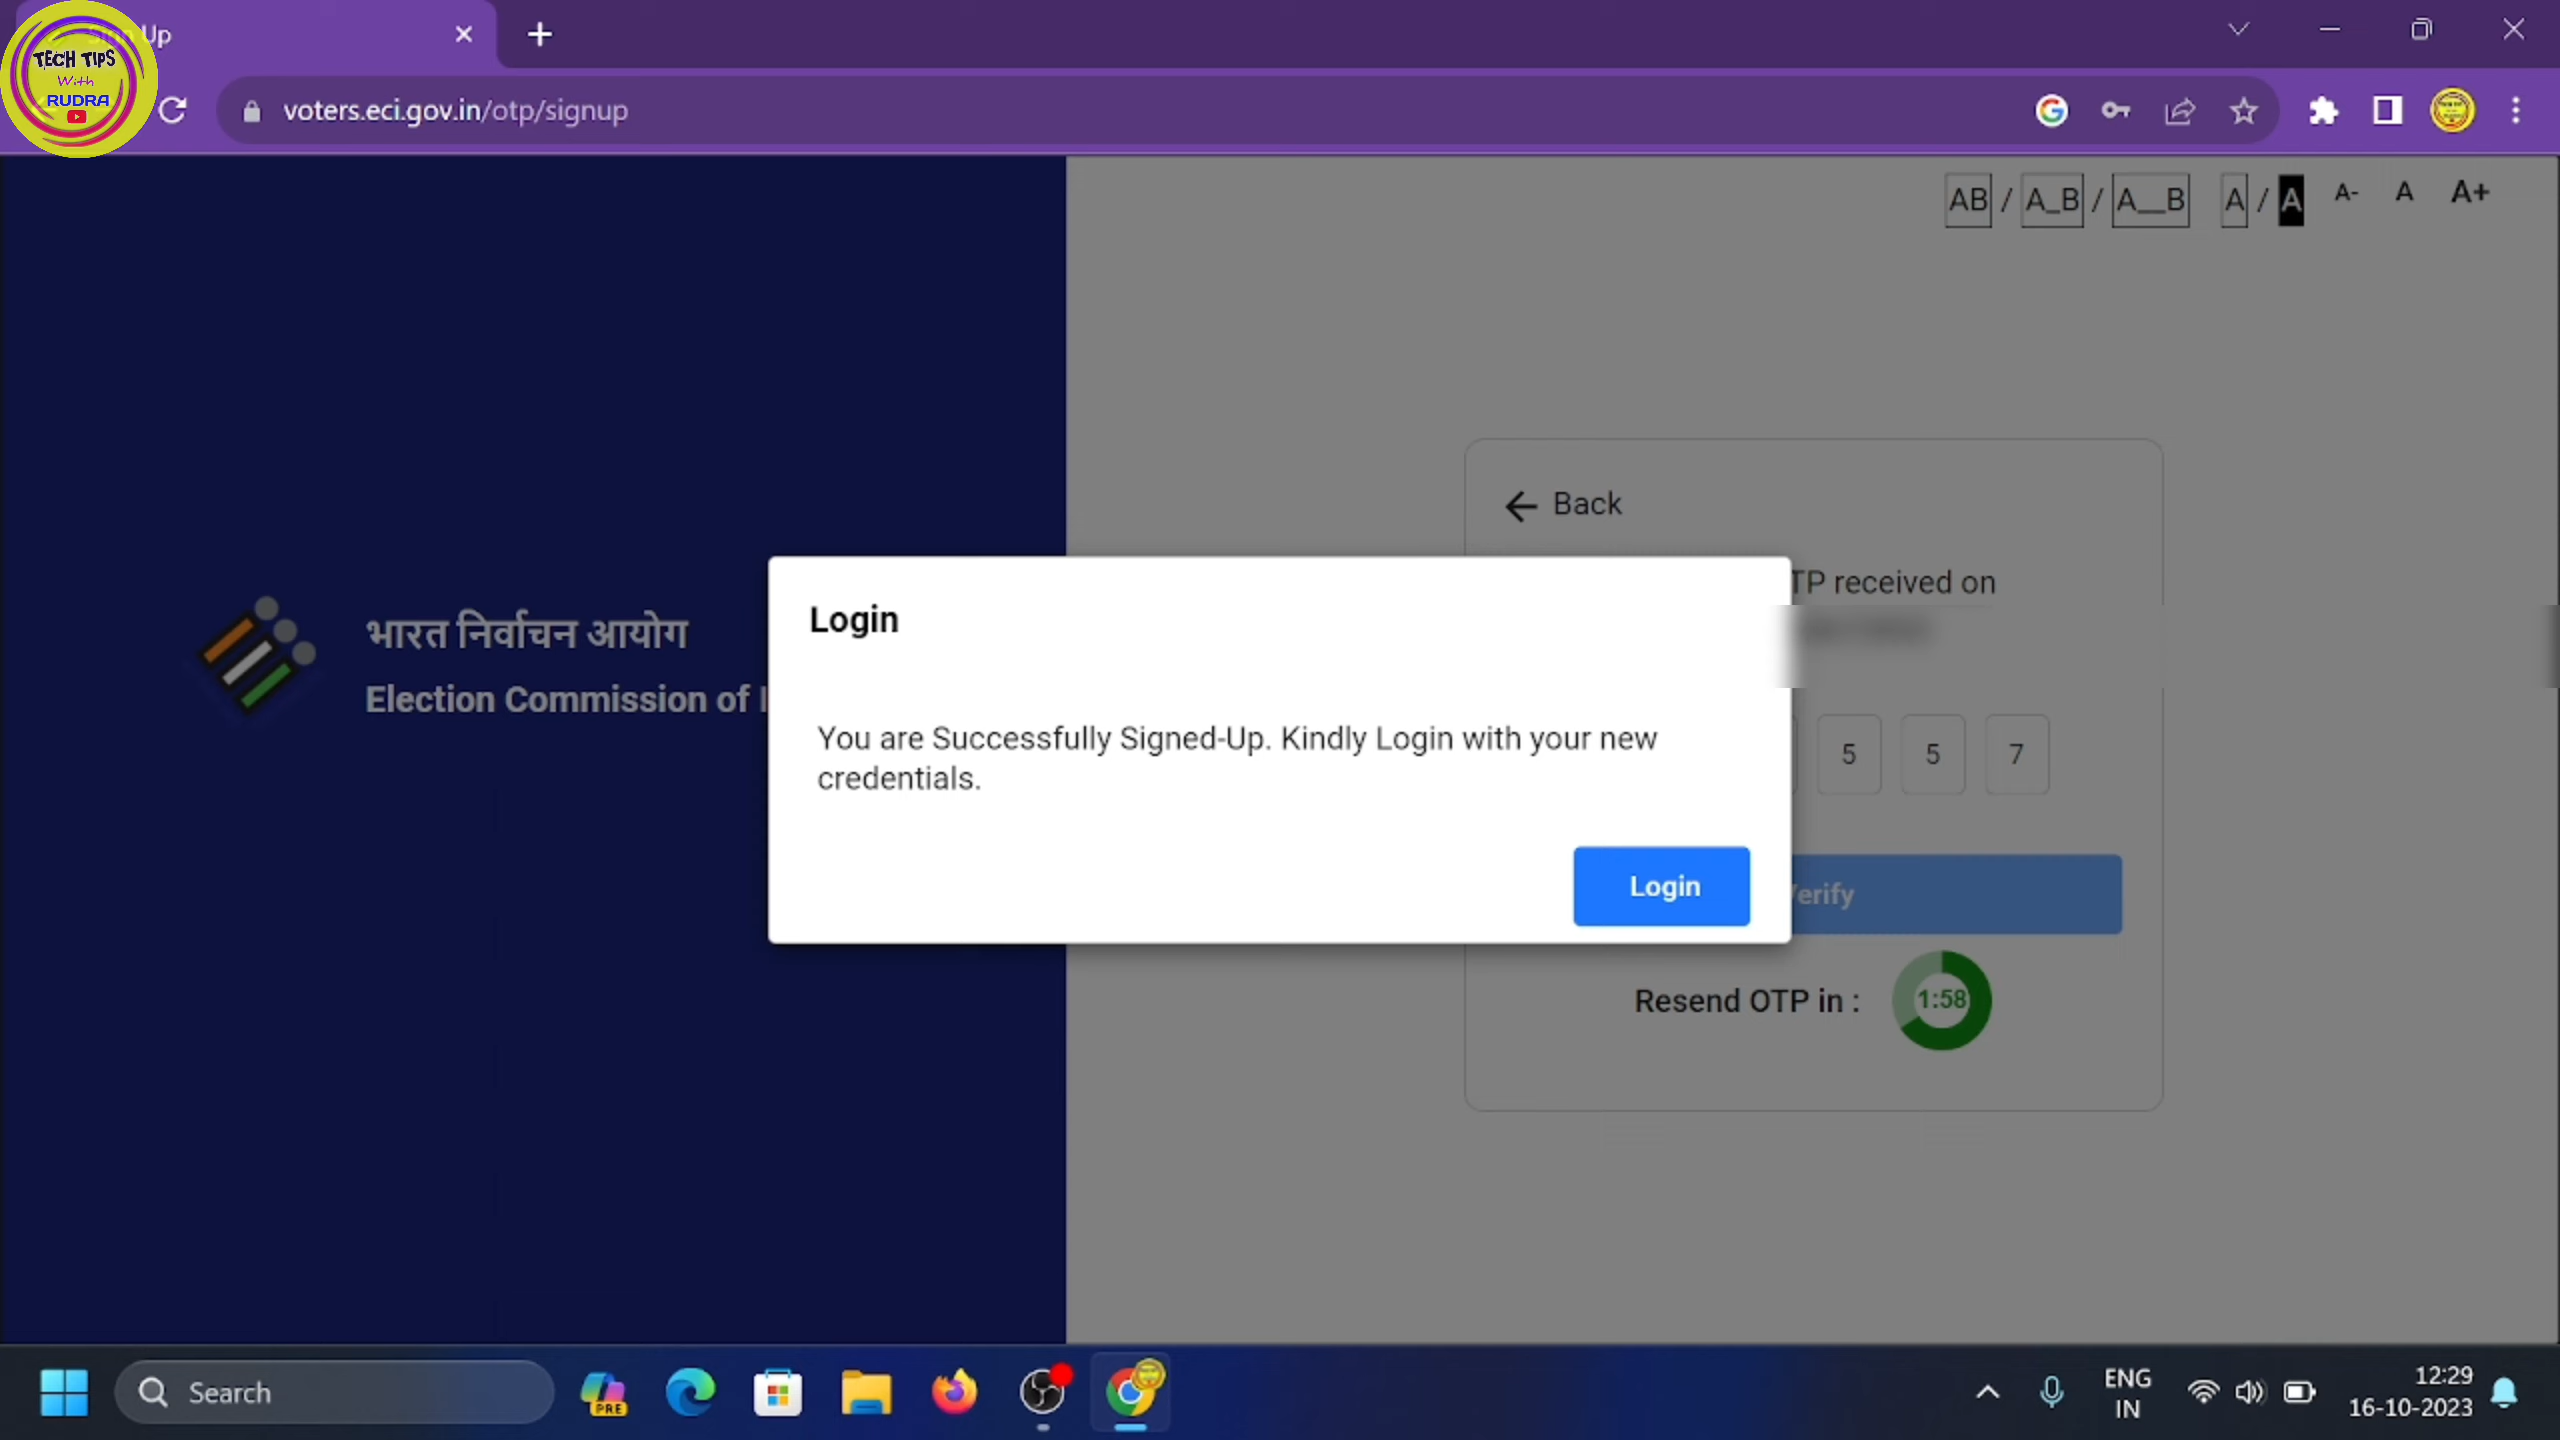 Up
TECH TIPS
With
RUDRA
voters.eci.gov.in/otp/signup
AB / A_B / A__B A / A A- A A+
Back
TP received on
Login
भारत निर्वाचन आयोग
Election Commission of
You are Successfully Signed-Up. Kindly Login with your new
credentials.
5 5 7
Login
Verify
Resend OTP in : 1:58
Search
PRE
ENG
IN
12:29
16-10-2023